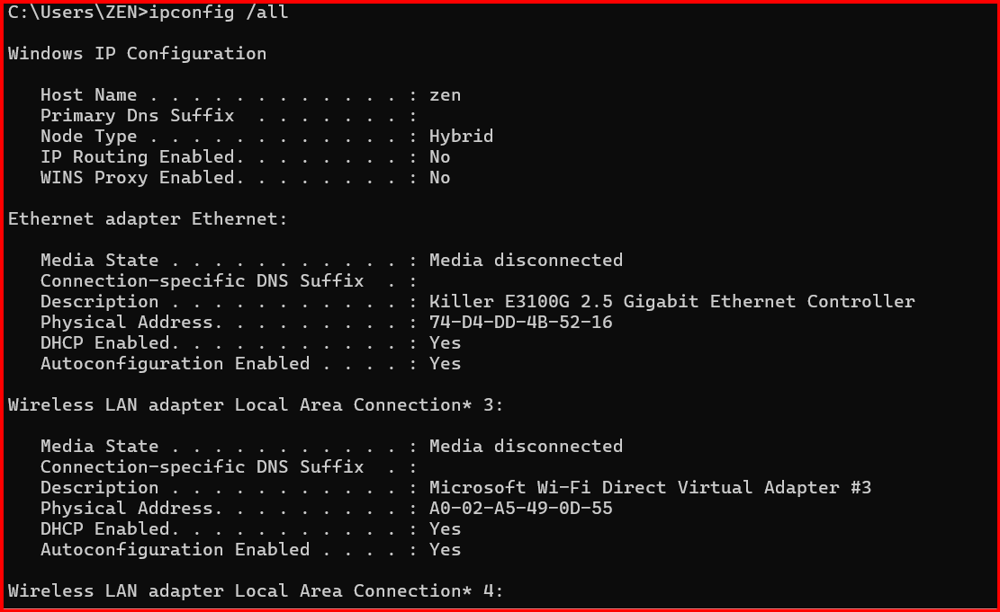 C:\Users\ZEN>ipconfig /all
Windows IP Configuration
   Host Name . . . . . . . . . . . . : zen
   Primary Dns Suffix  . . . . . . . :
   Node Type . . . . . . . . . . . . : Hybrid
   IP Routing Enabled. . . . . . . . : No
   WINS Proxy Enabled. . . . . . . . : No
Ethernet adapter Ethernet:
   Media State . . . . . . . . . . . : Media disconnected
   Connection-specific DNS Suffix  . :
   Description . . . . . . . . . . . : Killer E3100G 2.5 Gigabit Ethernet Controller
   Physical Address. . . . . . . . . : 74-D4-DD-4B-52-16
   DHCP Enabled. . . . . . . . . . . : Yes
   Autoconfiguration Enabled . . . . : Yes
Wireless LAN adapter Local Area Connection* 3:
   Media State . . . . . . . . . . . : Media disconnected
   Connection-specific DNS Suffix  . :
   Description . . . . . . . . . . . : Microsoft Wi-Fi Direct Virtual Adapter #3
   Physical Address. . . . . . . . . : A0-02-A5-49-0D-55
   DHCP Enabled. . . . . . . . . . . : Yes
   Autoconfiguration Enabled . . . . : Yes
Wireless LAN adapter Local Area Connection* 4: